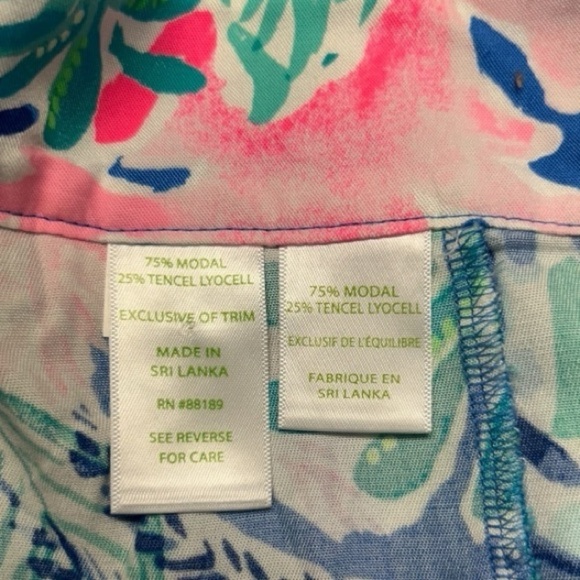 75% MODAL
25% TENCEL LYOCELL
EXCLUSIVE OF TRIM
MADE IN
SRI LANKA
RN #88189
SEE REVERSE
FOR CARE
75% MODAL
25% TENCEL LYOCELL
EXCLUSIF DE L'ÉQUILIBRE
FABRIQUE EN
SRI LANKA